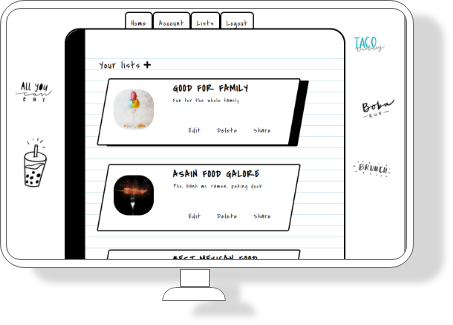 Home Account Lists Logout
TACO
Your lists +
ALL YOU
can
EAT
GOOD FOR FAMILY
Fun for the whole family
Boba
RUN
Edit Delete Share
BRUNCH
ASAIN FOOD GALORE
Thi, banh mi, ramen, peking duck
Edit Delete Share
BEST MEXICAN FOOD